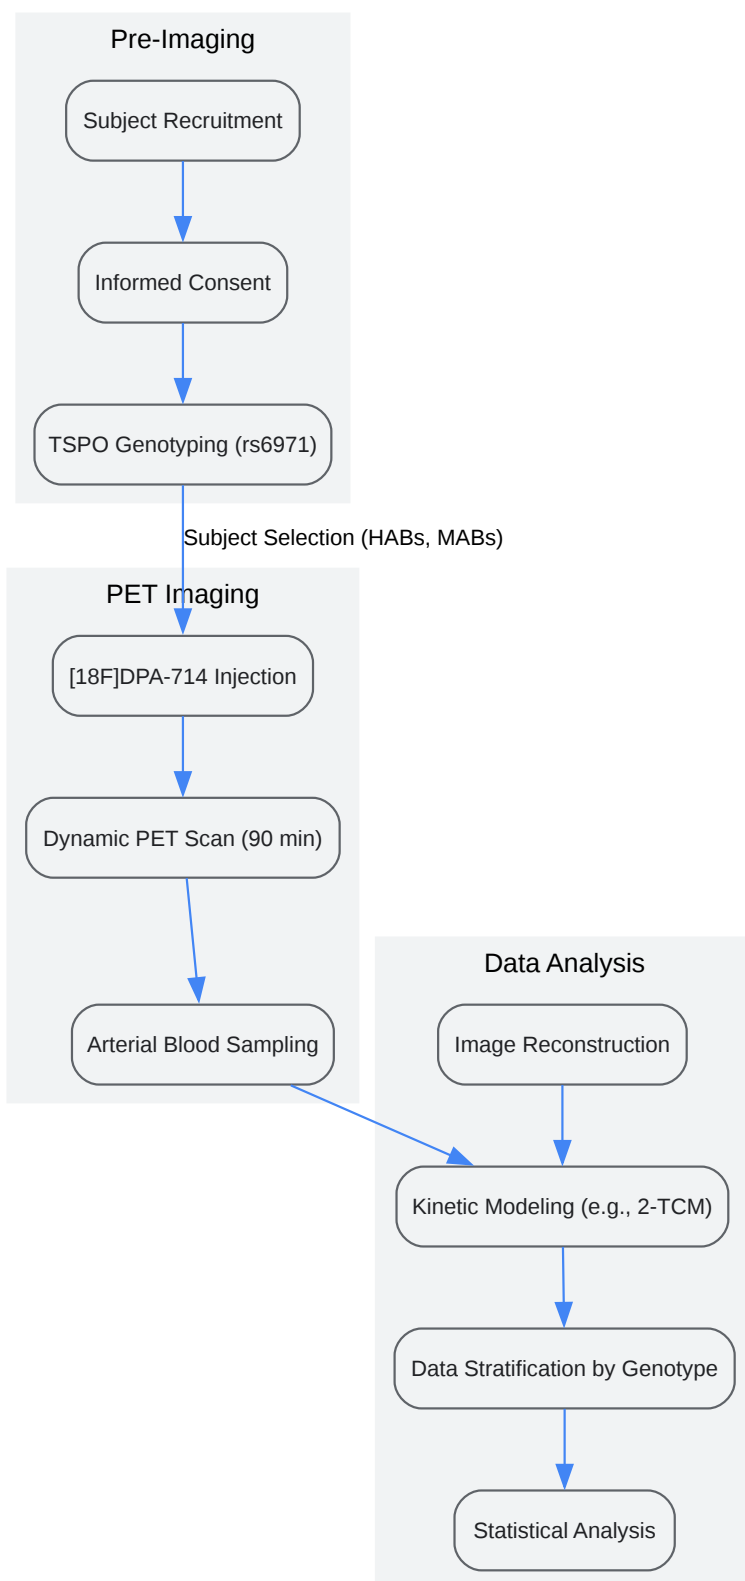 Pre-Imaging
Subject Recruitment
Informed Consent
TSPO Genotyping (rs6971)
Subject Selection (HABs, MABs)
PET Imaging
[18F]DPA-714 Injection
Dynamic PET Scan (90 min)
Arterial Blood Sampling
Data Analysis
Image Reconstruction
Kinetic Modeling (e.g., 2-TCM)
Data Stratification by Genotype
Statistical Analysis